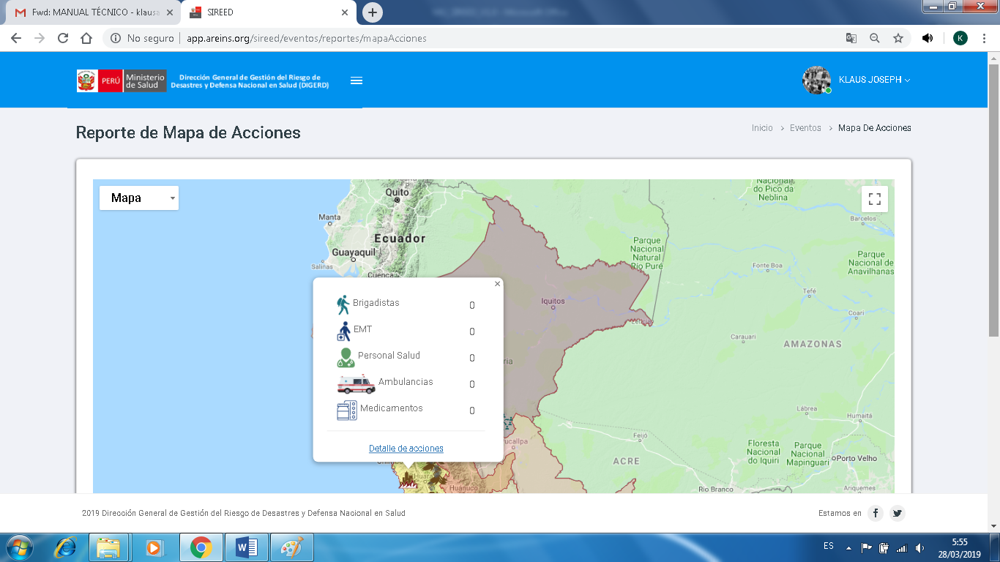 Fwd: MANUAL TÉCNICO - klausa
SIREED
No seguro
app.areins.org/sireed/eventos/reportes/mapaAcciones
K
PERÚ
Ministerio
de Salud
Dirección General de Gestión del Riesgo de
Desastres y Defensa Nacional en Salud (DIGERD)
KLAUS JOSEPH
Reporte de Mapa de Acciones
Inicio > Eventos > Mapa De Acciones
Mapa
Quito
Manta
Ecuador
Guayaquil
Salinas
Cuenca
Nacional
do Pico da
Neblina
Barcelos
Parque
Nacional
Natural
Río Puré
Parque
Nacional de
Anavilhanas
Fonte Boa
Tefé
Coari
Iquitos
Leticia
Carauari
AMAZONAS
Brigadistas 0
EMT 0
Personal Salud 0
Ambulancias 0
Medicamentos 0
Detalle de acciones
Lábrea
Humaitá
Feijó
ACRE
Floresta
Nacional
do Iquiri
Parque
Nacional
Mapinguari
Porto Velho
Rio Branco
Ariquemes
Huánuco
2019 Dirección General de Gestión del Riesgo de Desastres y Defensa Nacional en Salud
Estamos en
ES
5:55
28/03/2019